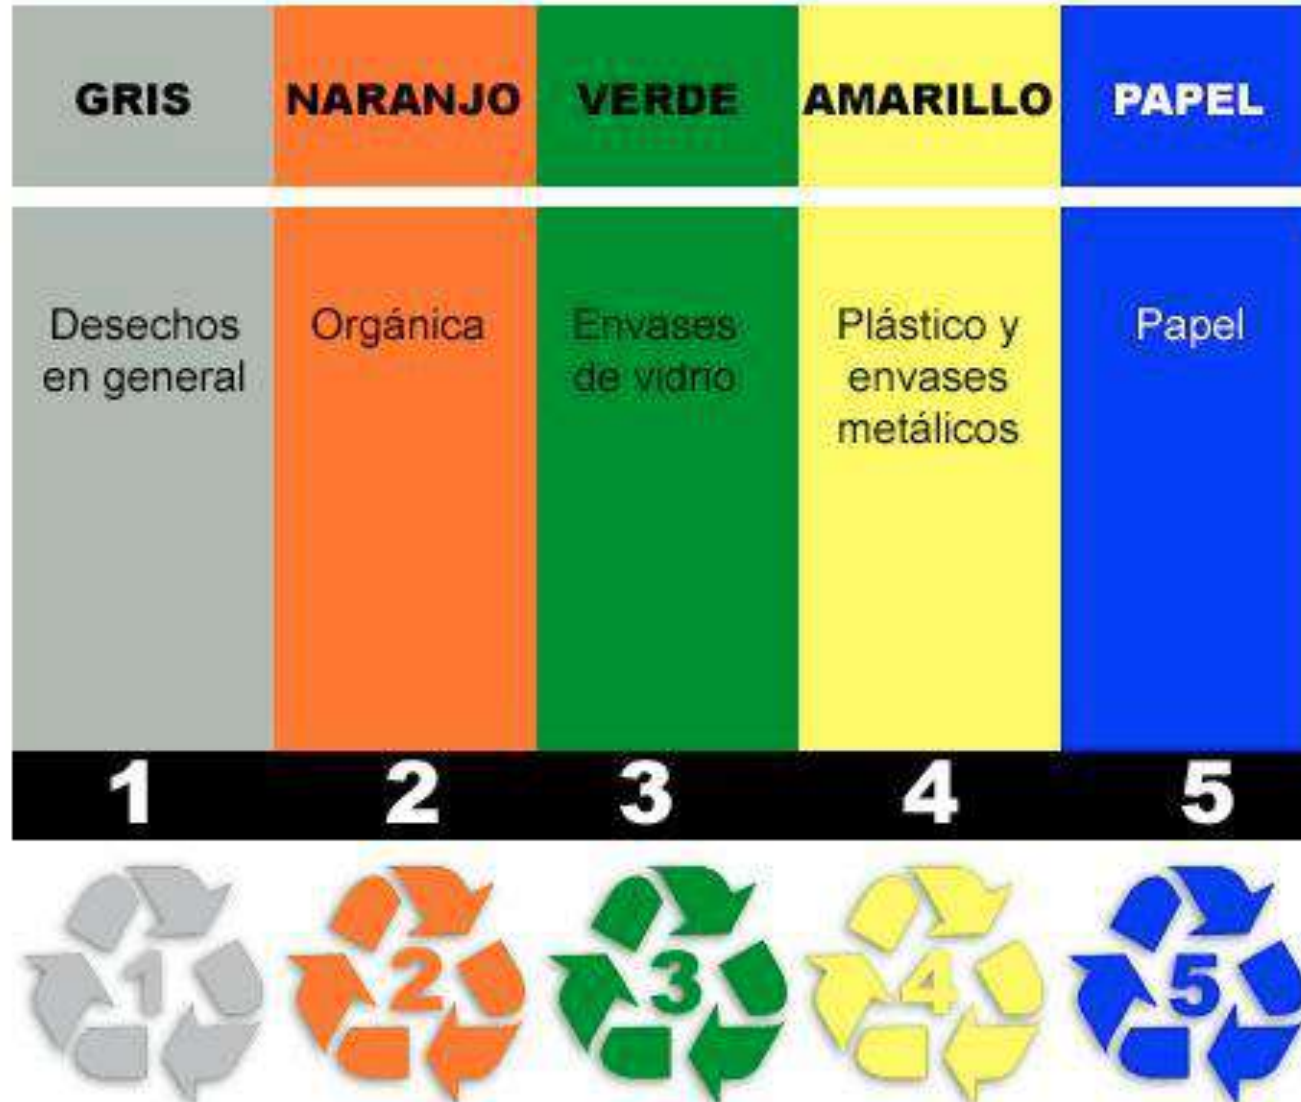 GRIS
NARANJO
VERDE
AMARILLO
PAPEL
Desechos
en general
Orgánica
Envases
de vidrio
Plástico y
envases
metálicos
Papel
1
2
3
4
5
1
2
3
4
5